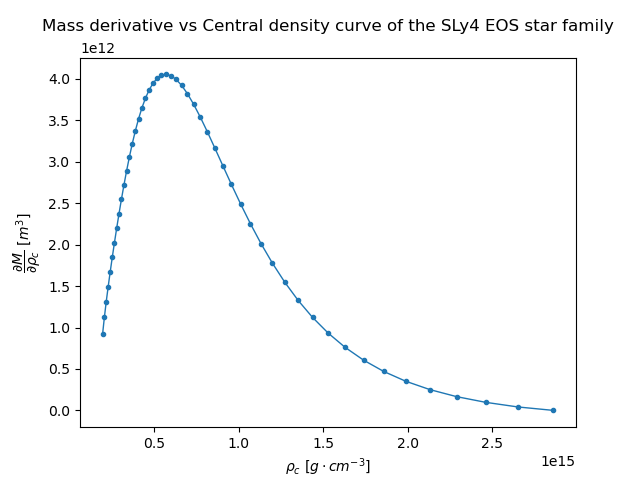 Mass derivative vs Central density curve of the SLy4 EOS star family
1e12
4.0
3.5
3.0
2.5
2.0
1.5
1.0
0.5
0.0
∂M/∂ρc [m³]
0.5 1.0 1.5 2.0 2.5
1e15
ρc [g · cm⁻³]